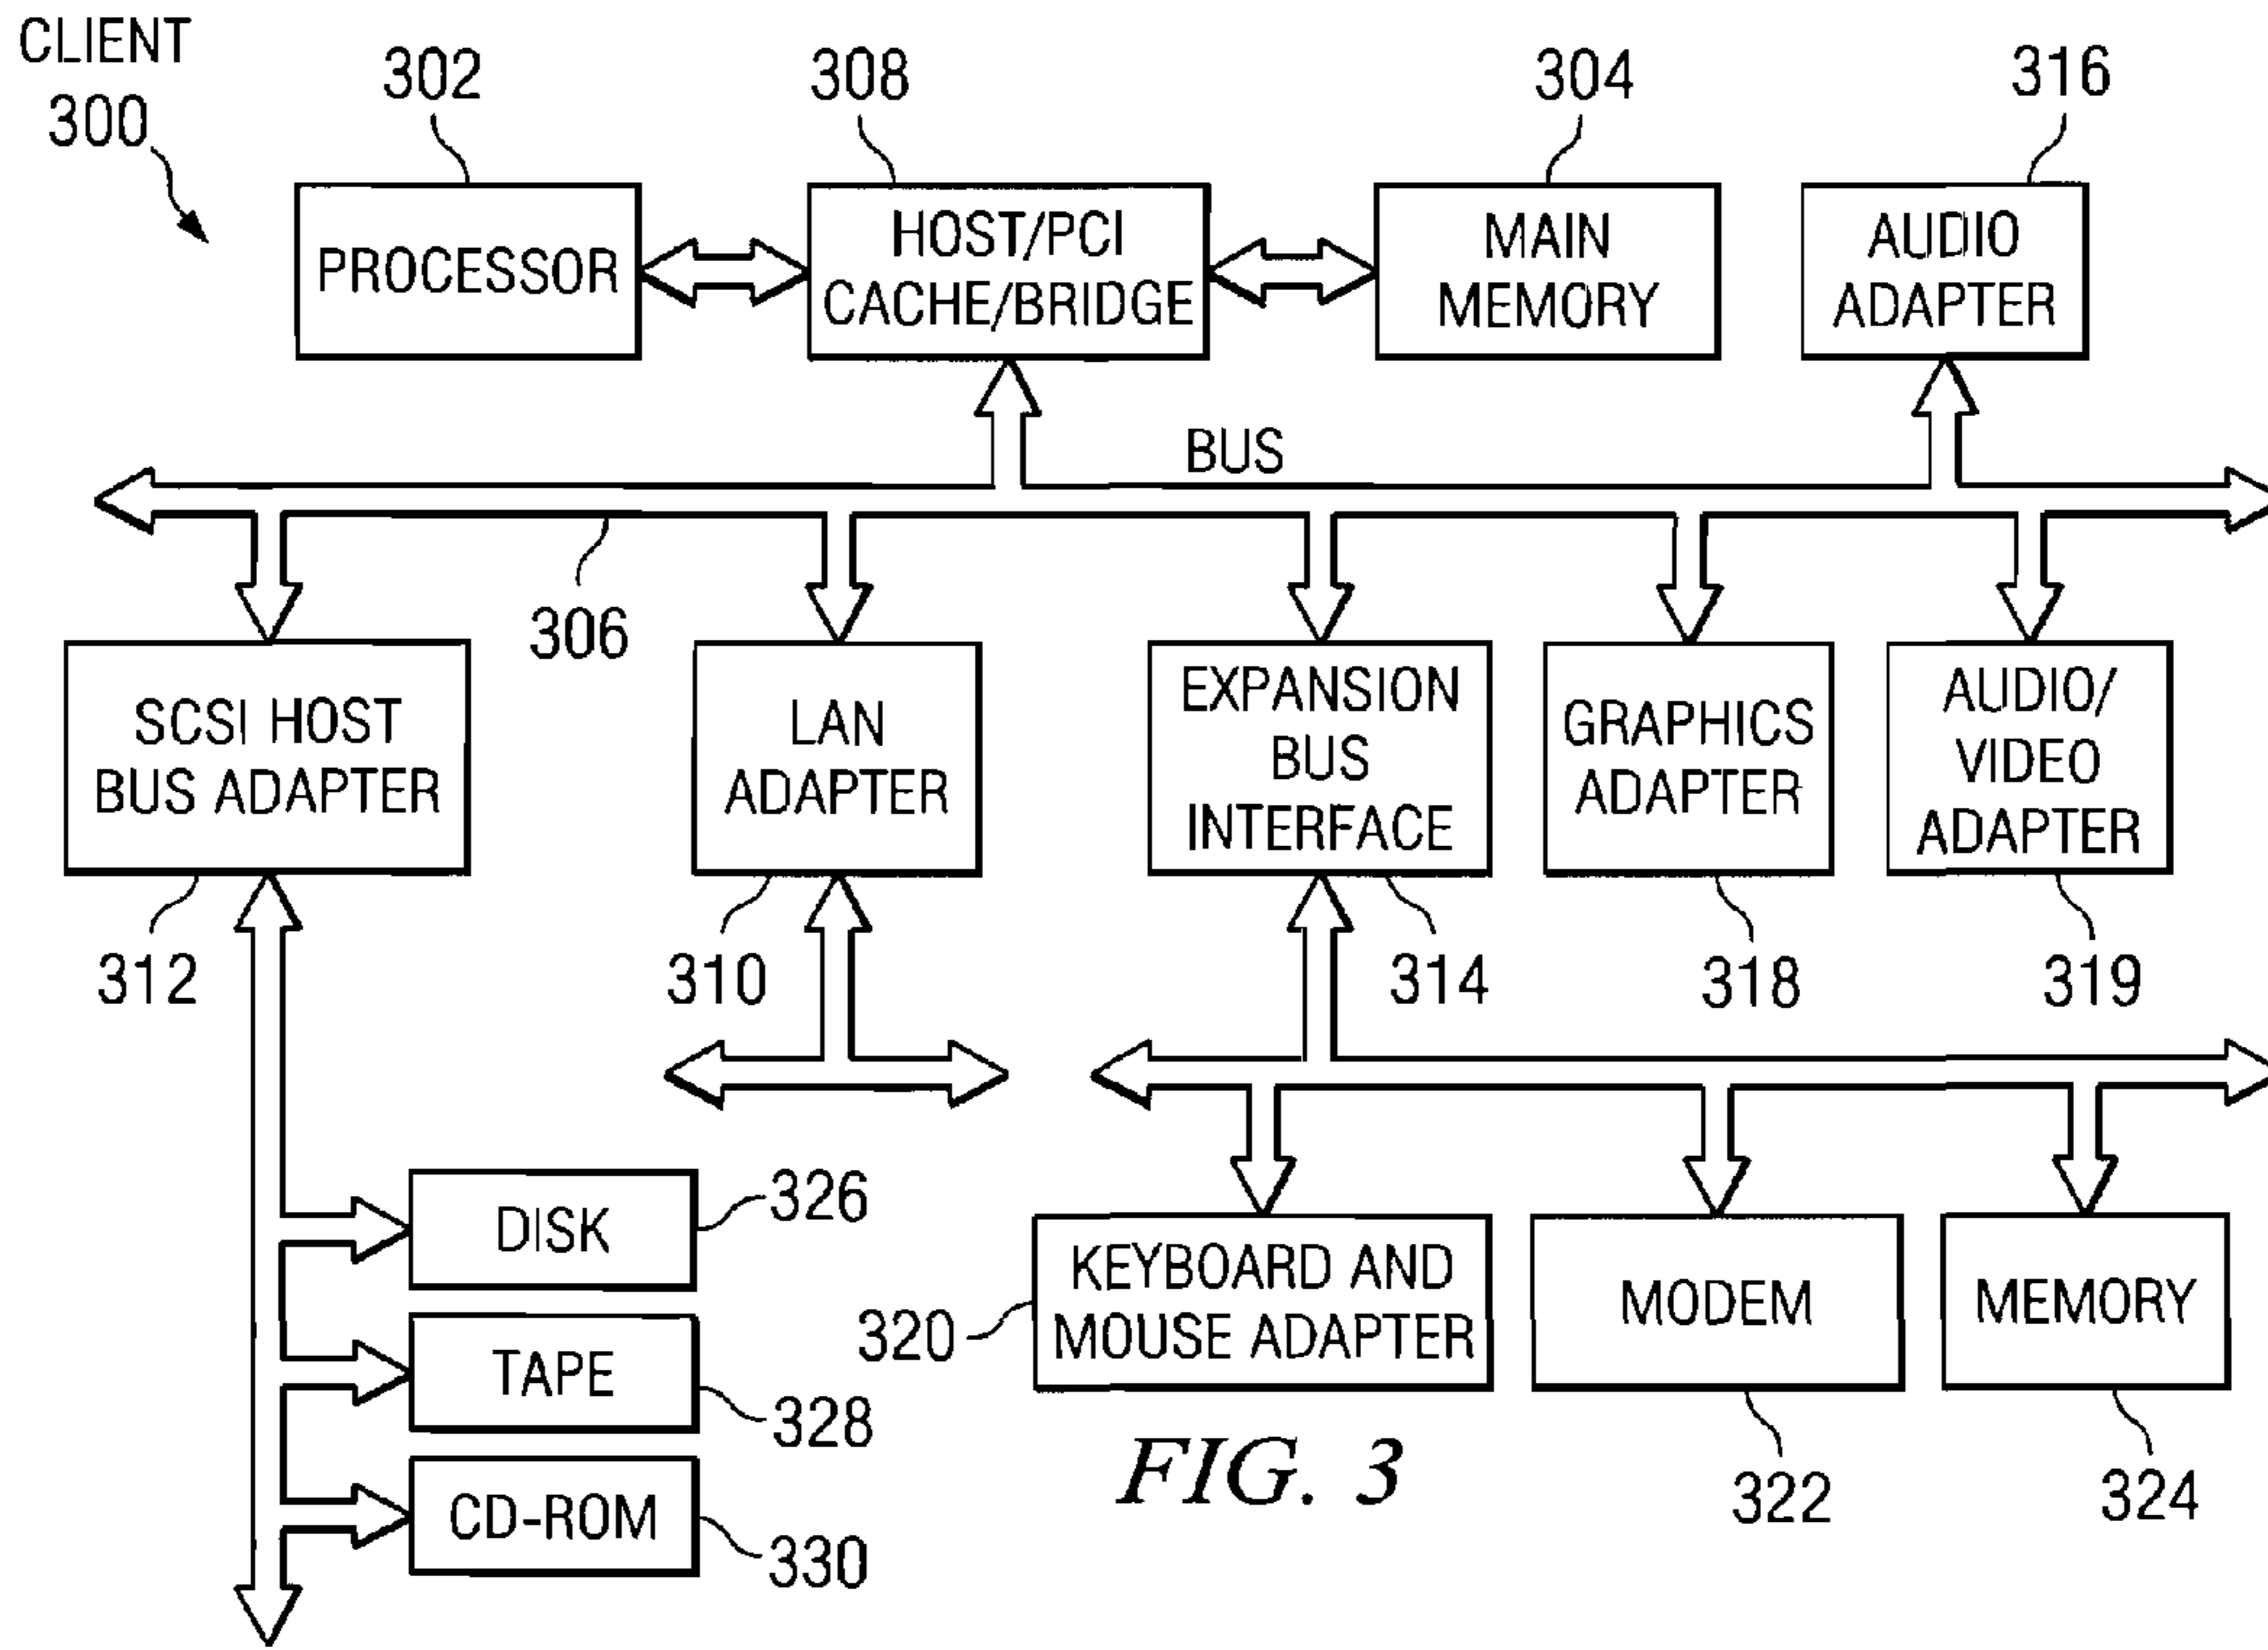 CLIENT
300
302
308
304
316
PROCESSOR
HOST/PCI
CACHE/BRIDGE
MAIN
MEMORY
AUDIO
ADAPTER
BUS
306
SCSI HOST
BUS ADAPTER
LAN
ADAPTER
EXPANSION
BUS
INTERFACE
GRAPHICS
ADAPTER
AUDIO/
VIDEO
ADAPTER
312
310
314
318
319
DISK
326
TAPE
328
CD-ROM
330
320
KEYBOARD AND
MOUSE ADAPTER
MODEM
MEMORY
322
324
FIG. 3